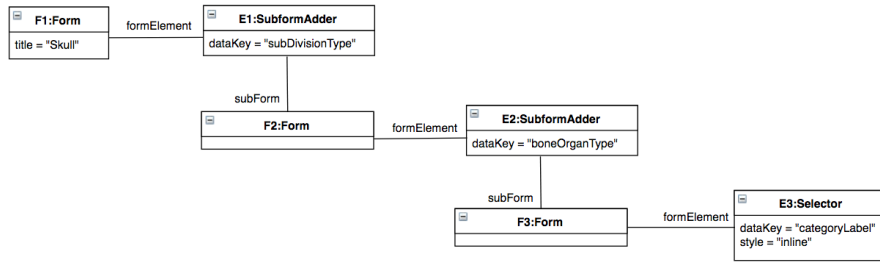 F1:Form
title = "Skull"
formElement
E1:SubformAdder
dataKey = "subDivisionType"
subForm
F2:Form
formElement
E2:SubformAdder
dataKey = "boneOrganType"
subForm
F3:Form
formElement
E3:Selector
dataKey = "categoryLabel"
style = "inline"